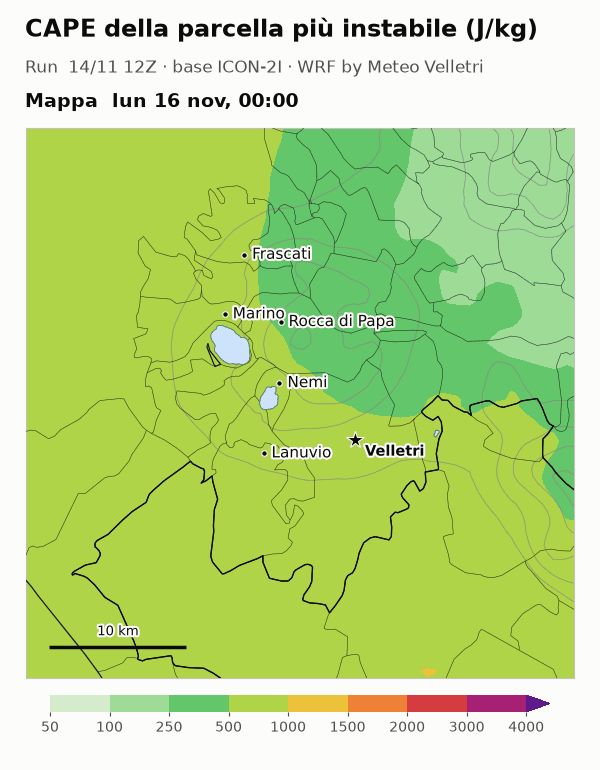 CAPE della parcella più instabile (J/kg)
Run  14/11 12Z · base ICON-2I · WRF by Meteo Velletri
Mappa  lun 16 nov, 00:00
Frascati
Marino
Rocca di Papa
Nemi
Velletri
Lanuvio
10 km
50 100 250 500 1000 1500 2000 3000 4000